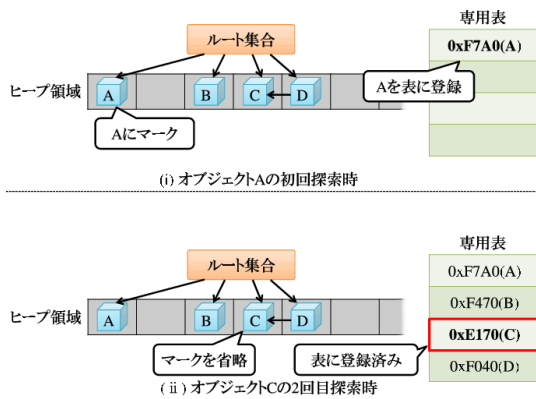 専用表
ルート集合
0xF7A0(A)
ヒープ領域
A
B
C
D
Aを表に登録
Aにマーク
(i) オブジェクトAの初回探索時
専用表
ルート集合
0xF7A0(A)
0xF470(B)
ヒープ領域
A
B
C
D
0xE170(C)
マークを省略
表に登録済み
0xF040(D)
(ii) オブジェクトCの2回目探索時